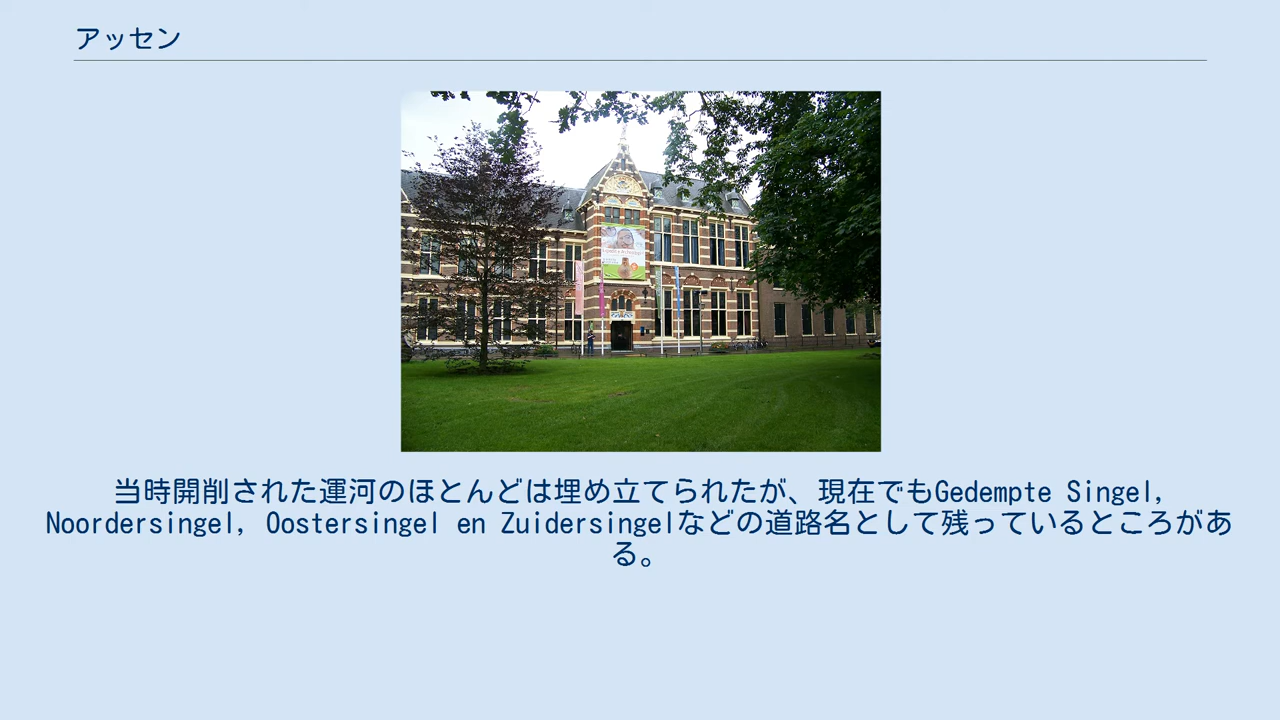 アッセン
当時開削された運河のほとんどは埋め立てられたが、現在でもGedempte Singel,
Noordersingel, Oostersingel en Zuidersingelなどの道路名として残っているところがあ
る。